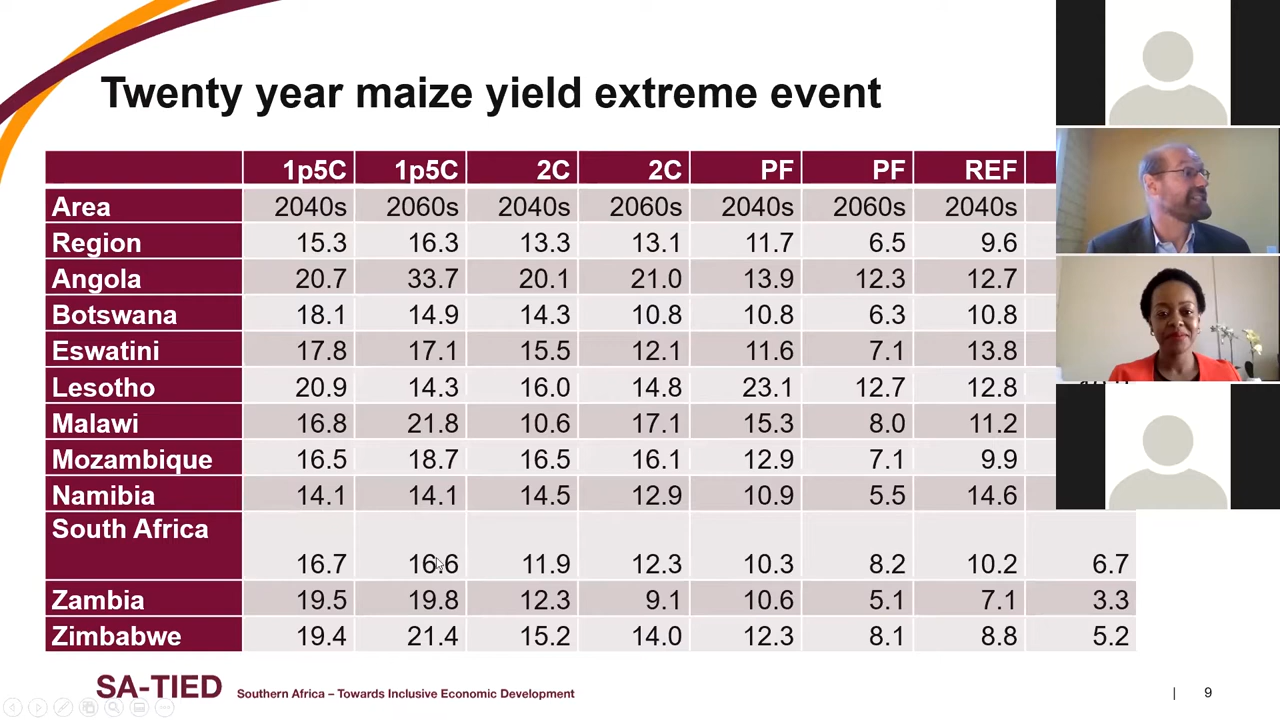 Twenty year maize yield extreme event
1p5C 1p5C 2C 2C PF PF REF
Area 2040s 2060s 2040s 2060s 2040s 2060s 2040s
Region 15.3 16.3 13.3 13.1 11.7 6.5 9.6
Angola 20.7 33.7 20.1 21.0 13.9 12.3 12.7
Botswana 18.1 14.9 14.3 10.8 10.8 6.3 10.8
Eswatini 17.8 17.1 15.5 12.1 11.6 7.1 13.8
Lesotho 20.9 14.3 16.0 14.8 23.1 12.7 12.8
Malawi 16.8 21.8 10.6 17.1 15.3 8.0 11.2
Mozambique 16.5 18.7 16.5 16.1 12.9 7.1 9.9
Namibia 14.1 14.1 14.5 12.9 10.9 5.5 14.6
South Africa 16.7 16.6 11.9 12.3 10.3 8.2 10.2 6.7
Zambia 19.5 19.8 12.3 9.1 10.6 5.1 7.1 3.3
Zimbabwe 19.4 21.4 15.2 14.0 12.3 8.1 8.8 5.2
SA-TIED Southern Africa – Towards Inclusive Economic Development | 9